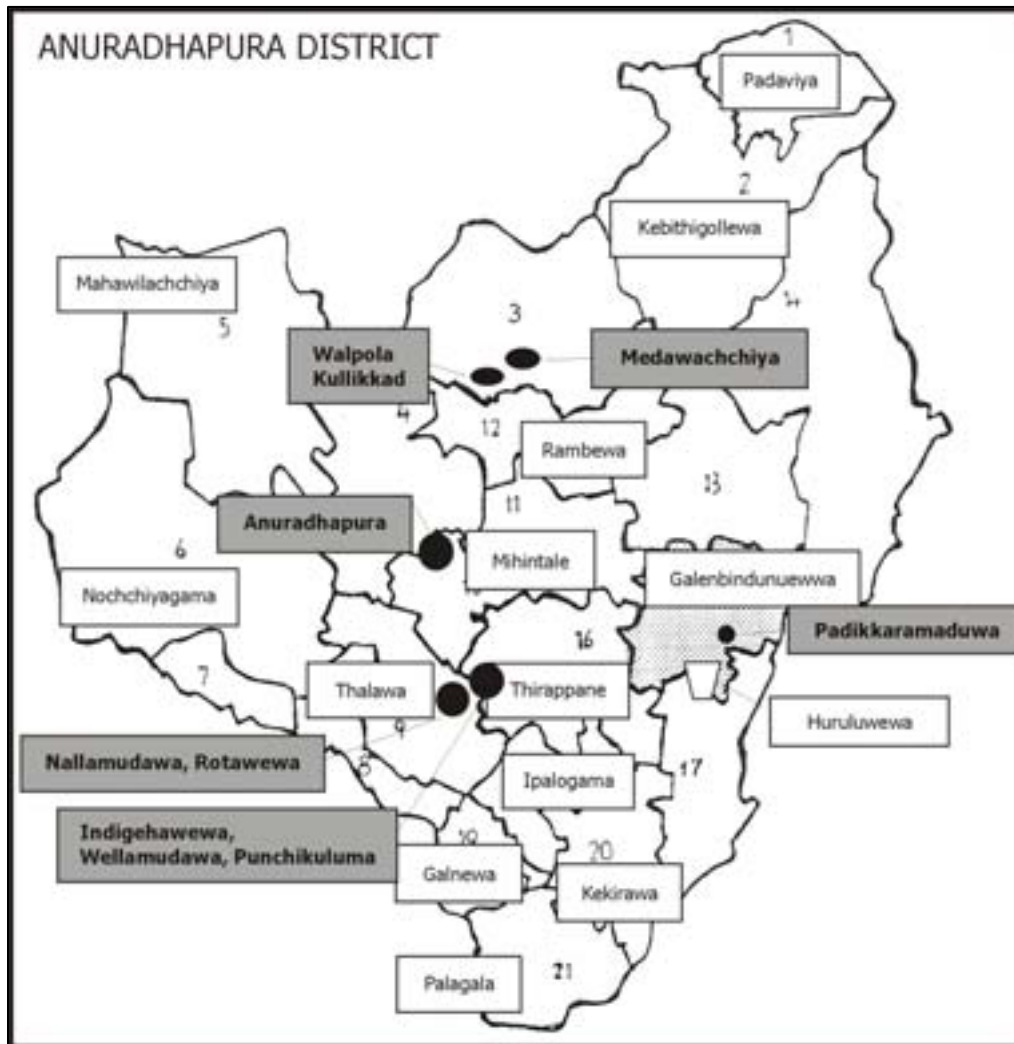 ANURADHAPURA DISTRICT
1
Padaviya
2
Kebithigollewa
Mahawilachchiya
5
3
14
Walpola
Kullikkad
Medawachchiya
4
12
Rambewa
13
11
Anuradhapura
6
Mihintale
Galenbindunuewwa
Nochchiyagama
Padikkaramaduwa
16
7
Thalawa
Thirappane
Huruluwewa
9
Nallamudawa, Rotawewa
8
Ipalogama
17
Indigehawewa,
Wellamudawa, Punchikuluma
20
Galnewa
Kekirawa
Palagala
21